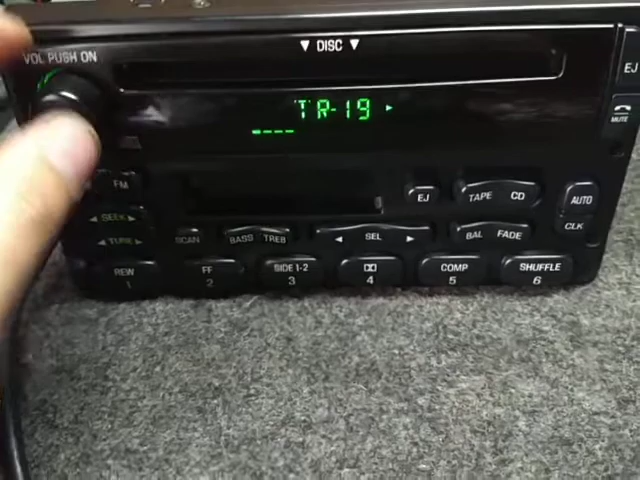 VOL PUSH ON
▼ DISC ▼
EJ
TR-19 ▸
MUTE
FM
EJ
TAPE CD
AUTO
◀ SEEK ▶
CLK
◀ TUNE ▶
SCAN
BASS TREB
◀ SEL ▶
BAL FADE
REW 1
FF 2
SIDE 1-2 3
4
COMP 5
SHUFFLE 6